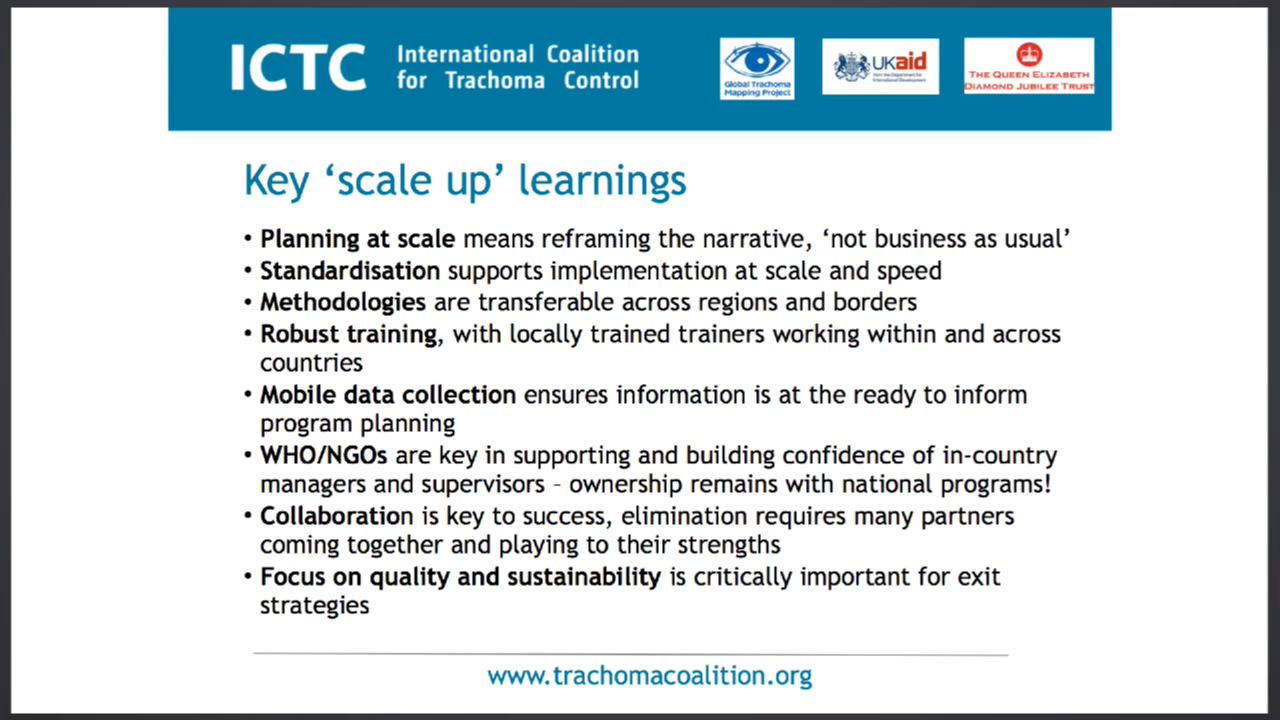 ICTC
International Coalition
for Trachoma Control
Global Trachoma
Mapping Project
UKaid
from the Department for
International Development
THE QUEEN ELIZABETH
DIAMOND JUBILEE TRUST
Key ‘scale up’ learnings
• Planning at scale means reframing the narrative, ‘not business as usual’
• Standardisation supports implementation at scale and speed
• Methodologies are transferable across regions and borders
• Robust training, with locally trained trainers working within and across
countries
• Mobile data collection ensures information is at the ready to inform
program planning
• WHO/NGOs are key in supporting and building confidence of in-country
managers and supervisors – ownership remains with national programs!
• Collaboration is key to success, elimination requires many partners
coming together and playing to their strengths
• Focus on quality and sustainability is critically important for exit
strategies
www.trachomacoalition.org